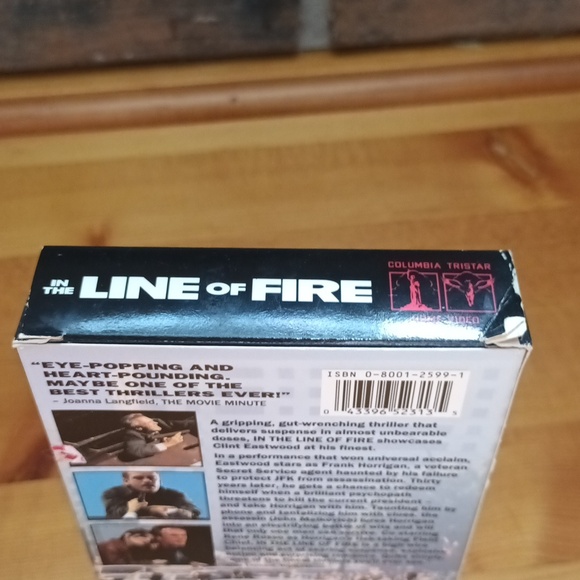 IN THE LINE OF FIRE
COLUMBIA TRISTAR
HOME VIDEO
"EYE-POPPING AND
HEART-POUNDING.
MAYBE ONE OF THE
BEST THRILLERS EVER!"
– Joanna Langfield, THE MOVIE MINUTE
ISBN 0-8001-2599-1
0 43396 52313 5
A gripping, gut-wrenching thriller that
delivers suspense in almost unbearable
doses, IN THE LINE OF FIRE showcases
Clint Eastwood at his finest.
In a performance that won universal acclaim,
Eastwood stars as Frank Horrigan, a veteran
Secret Service agent haunted by his failure
to protect JFK from assassination. Thirty
years later, he gets a chance to redeem
himself when a brilliant psychopath
threatens to kill the current president
and take Horrigan with him. Taunting him by
phone and tantalizing him with clues, the